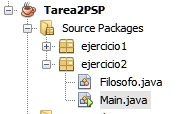 Tarea2PSP
Source Packages
ejercicio1
ejercicio2
Filosofo.java
Main.java